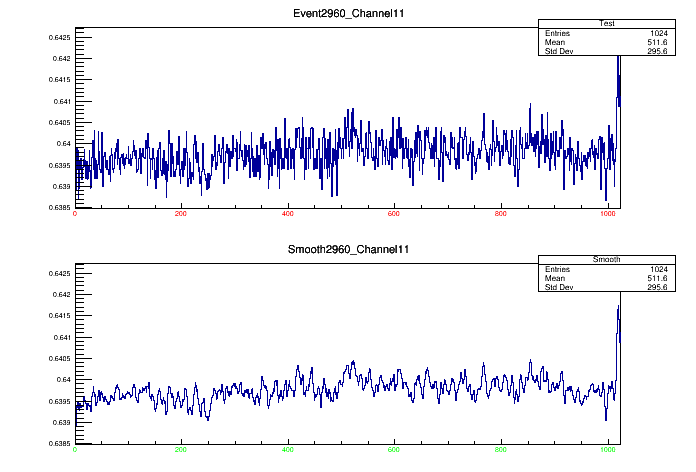 Event2960_Channel11
Test
Entries 1024
Mean 511.6
Std Dev 295.6
0.6425
0.642
0.6415
0.641
0.6405
0.64
0.6395
0.639
0.6385
0 200 400 600 800 1000
Smooth2960_Channel11
Smooth
Entries 1024
Mean 511.6
Std Dev 295.6
0.6425
0.642
0.6415
0.641
0.6405
0.64
0.6395
0.639
0.6385
0 200 400 600 800 1000